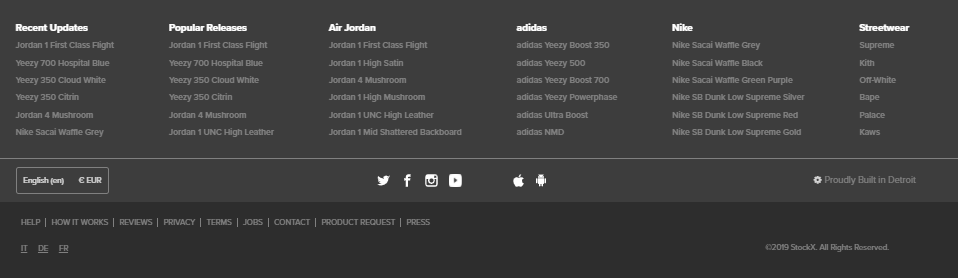 Recent Updates
Jordan 1 First Class Flight
Yeezy 700 Hospital Blue
Yeezy 350 Cloud White
Yeezy 350 Citrin
Jordan 4 Mushroom
Nike Sacai Waffle Grey
Popular Releases
Jordan 1 First Class Flight
Yeezy 700 Hospital Blue
Yeezy 350 Cloud White
Yeezy 350 Citrin
Jordan 4 Mushroom
Jordan 1 UNC High Leather
Air Jordan
Jordan 1 First Class Flight
Jordan 1 High Satin
Jordan 4 Mushroom
Jordan 1 High Mushroom
Jordan 1 UNC High Leather
Jordan 1 Mid Shattered Backboard
adidas
adidas Yeezy Boost 350
adidas Yeezy 500
adidas Yeezy Boost 700
adidas Yeezy Powerphase
adidas Ultra Boost
adidas NMD
Nike
Nike Sacai Waffle Grey
Nike Sacai Waffle Black
Nike Sacai Waffle Green Purple
Nike SB Dunk Low Supreme Silver
Nike SB Dunk Low Supreme Red
Nike SB Dunk Low Supreme Gold
Streetwear
Supreme
Kith
Off-White
Bape
Palace
Kaws
English (en) € EUR
Proudly Built in Detroit
HELP | HOW IT WORKS | REVIEWS | PRIVACY | TERMS | JOBS | CONTACT | PRODUCT REQUEST | PRESS
IT DE FR
©2019 StockX. All Rights Reserved.